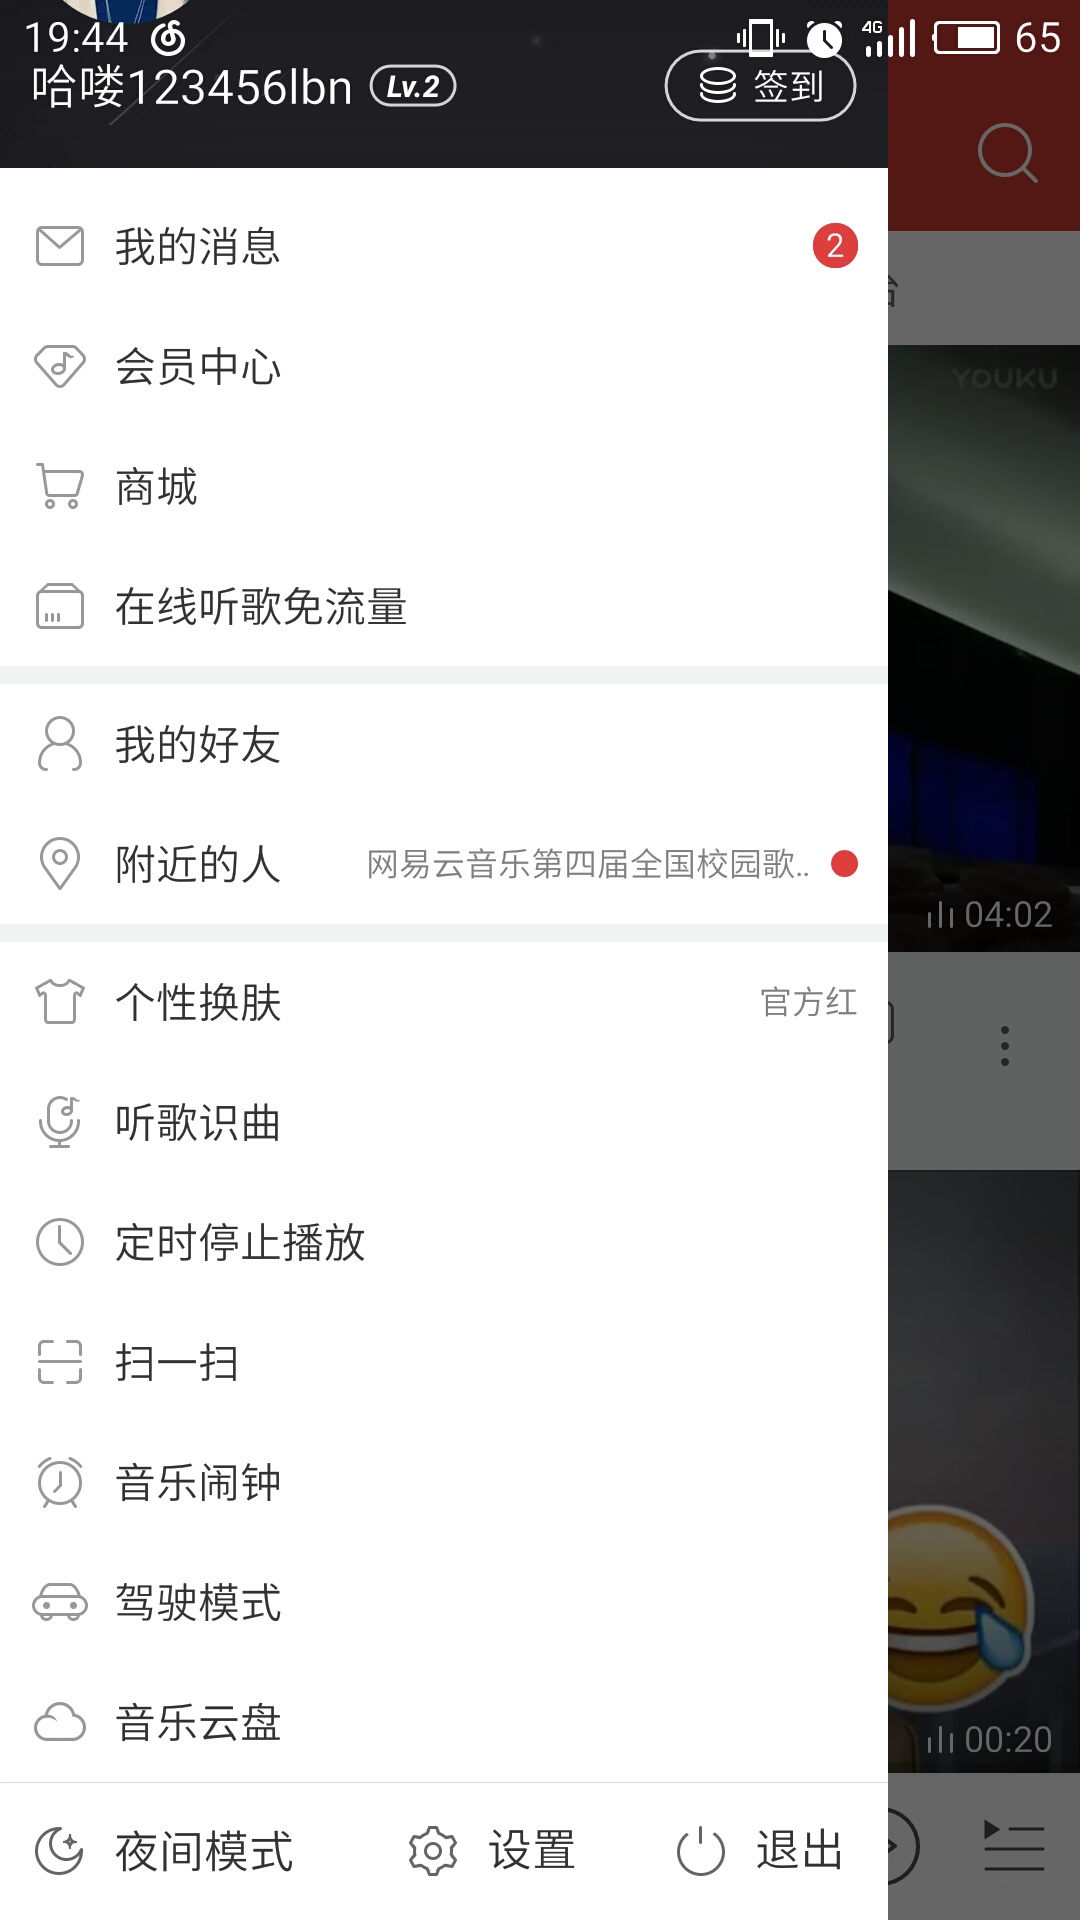 19:44
4G
65
哈喽123456lbn
Lv.2
签到
我的消息
2
会员中心
商城
YOUKU
在线听歌免流量
我的好友
附近的人
网易云音乐第四届全国校园歌..
04:02
个性换肤
官方红
听歌识曲
定时停止播放
扫一扫
音乐闹钟
驾驶模式
音乐云盘
00:20
夜间模式
设置
退出